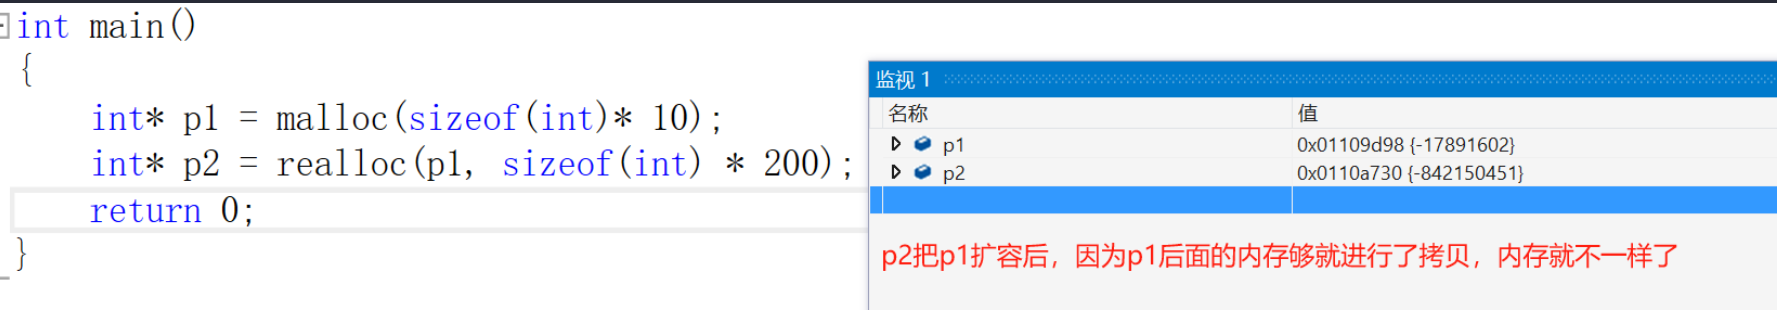 int main()
{
int* p1 = malloc(sizeof(int)* 10);
int* p2 = realloc(p1, sizeof(int) * 200);
return 0;
}
监视 1
名称 值
p1 0x01109d98 {-17891602}
p2 0x0110a730 {-842150451}
p2把p1扩容后，因为p1后面的内存够就进行了拷贝，内存就不一样了